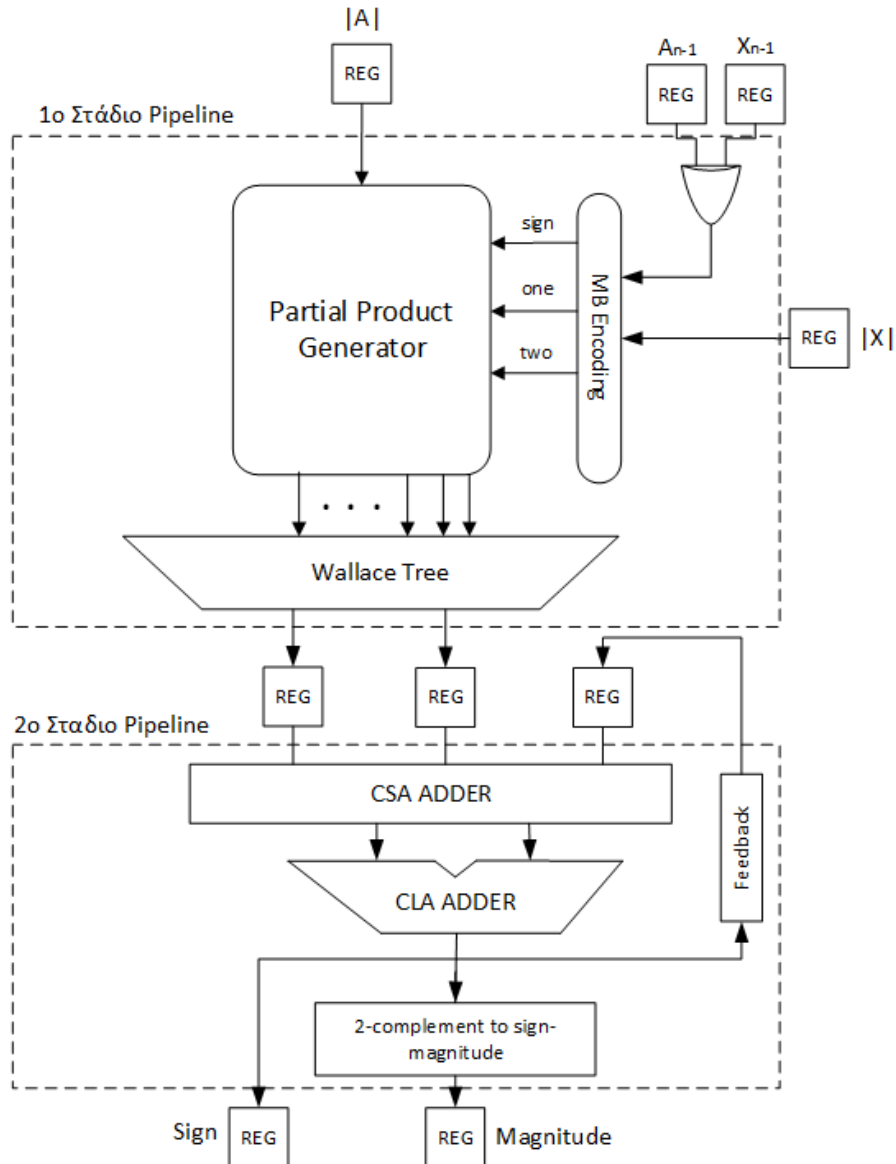 |A|
REG
An-1 Xn-1
REG REG
1ο Στάδιο Pipeline
sign
one
two
Partial Product
Generator
MB Encoding
REG |X|
Wallace Tree
REG REG REG
2ο Σταδιο Pipeline
CSA ADDER
Feedback
CLA ADDER
2-complement to sign-
magnitude
Sign REG REG Magnitude